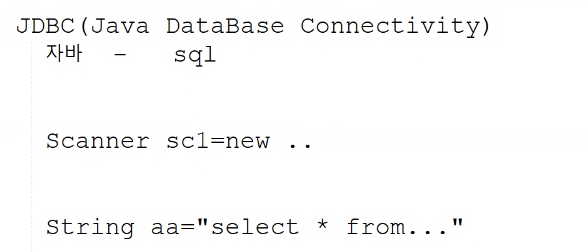 JDBC(Java DataBase Connectivity)
자바 - sql
Scanner sc1=new ..
String aa="select * from..."